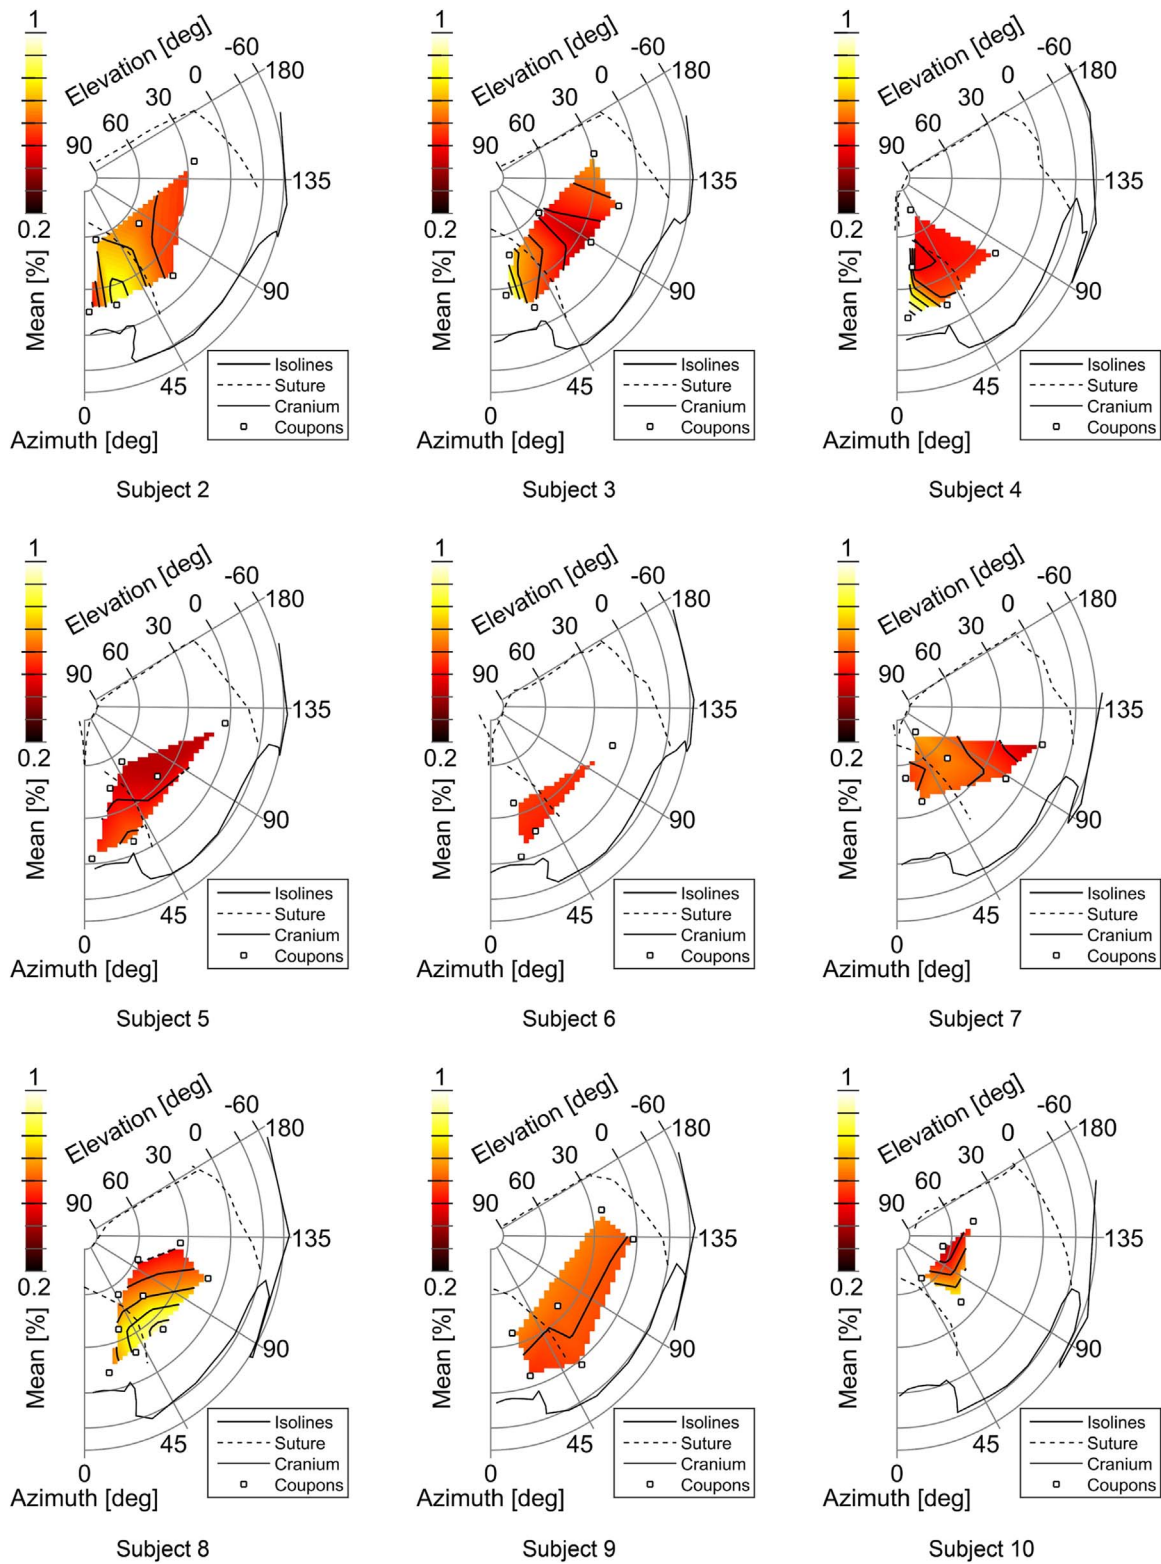 1
Mean [%]
0.2
Elevation [deg]
90
60
30
0
-60
180
135
90
45
0
Azimuth [deg]
Isolines
Suture
Cranium
Coupons
Subject 2
1
Mean [%]
0.2
Elevation [deg]
90
60
30
0
-60
180
135
90
45
0
Azimuth [deg]
Isolines
Suture
Cranium
Coupons
Subject 3
1
Mean [%]
0.2
Elevation [deg]
90
60
30
0
-60
180
135
90
45
0
Azimuth [deg]
Isolines
Suture
Cranium
Coupons
Subject 4
1
Mean [%]
0.2
Elevation [deg]
90
60
30
0
-60
180
135
90
45
0
Azimuth [deg]
Isolines
Suture
Cranium
Coupons
Subject 5
1
Mean [%]
0.2
Elevation [deg]
90
60
30
0
-60
180
135
90
45
0
Azimuth [deg]
Isolines
Suture
Cranium
Coupons
Subject 6
1
Mean [%]
0.2
Elevation [deg]
90
60
30
0
-60
180
135
90
45
0
Azimuth [deg]
Isolines
Suture
Cranium
Coupons
Subject 7
1
Mean [%]
0.2
Elevation [deg]
90
60
30
0
-60
180
135
90
45
0
Azimuth [deg]
Isolines
Suture
Cranium
Coupons
Subject 8
1
Mean [%]
0.2
Elevation [deg]
90
60
30
0
-60
180
135
90
45
0
Azimuth [deg]
Isolines
Suture
Cranium
Coupons
Subject 9
1
Mean [%]
0.2
Elevation [deg]
90
60
30
0
-60
180
135
90
45
0
Azimuth [deg]
Isolines
Suture
Cranium
Coupons
Subject 10